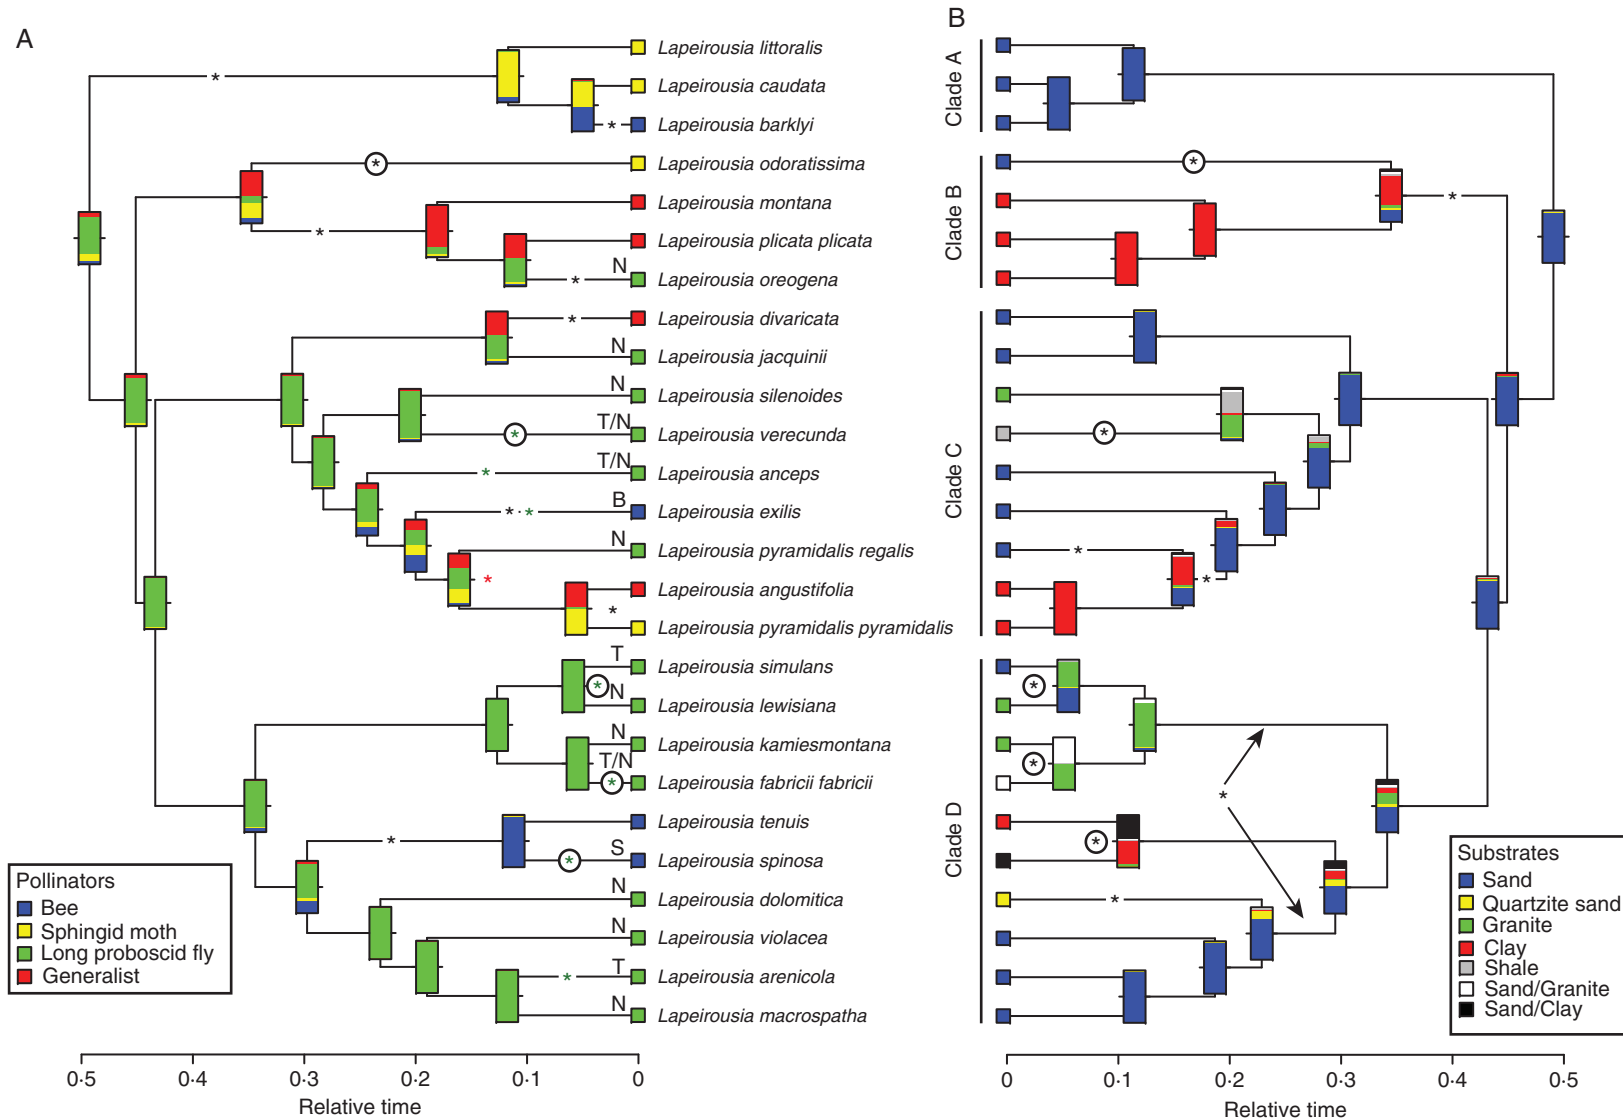 A
B
Lapeirousia littoralis
Lapeirousia caudata
* Lapeirousia barklyi
*
* Lapeirousia odoratissima
Lapeirousia montana
* Lapeirousia plicata plicata
* N Lapeirousia oreogena
* Lapeirousia divaricata
N Lapeirousia jacquinii
N Lapeirousia silenoides
* T/N Lapeirousia verecunda
* T/N Lapeirousia anceps
* * B Lapeirousia exilis
N Lapeirousia pyramidalis regalis
* Lapeirousia angustifolia
* Lapeirousia pyramidalis pyramidalis
T Lapeirousia simulans
* N Lapeirousia lewisiana
N Lapeirousia kamiesmontana
* T/N Lapeirousia fabricii fabricii
* Lapeirousia tenuis
* S Lapeirousia spinosa
N Lapeirousia dolomitica
N Lapeirousia violacea
* T Lapeirousia arenicola
N Lapeirousia macrospatha
Pollinators
Bee
Sphingid moth
Long proboscid fly
Generalist
0·5 0·4 0·3 0·2 0·1 0
Relative time
Clade A
Clade B
Clade C
Clade D
*
*
*
*
*
*
*
*
*
*
Substrates
Sand
Quartzite sand
Granite
Clay
Shale
Sand/Granite
Sand/Clay
0 0·1 0·2 0·3 0·4 0·5
Relative time